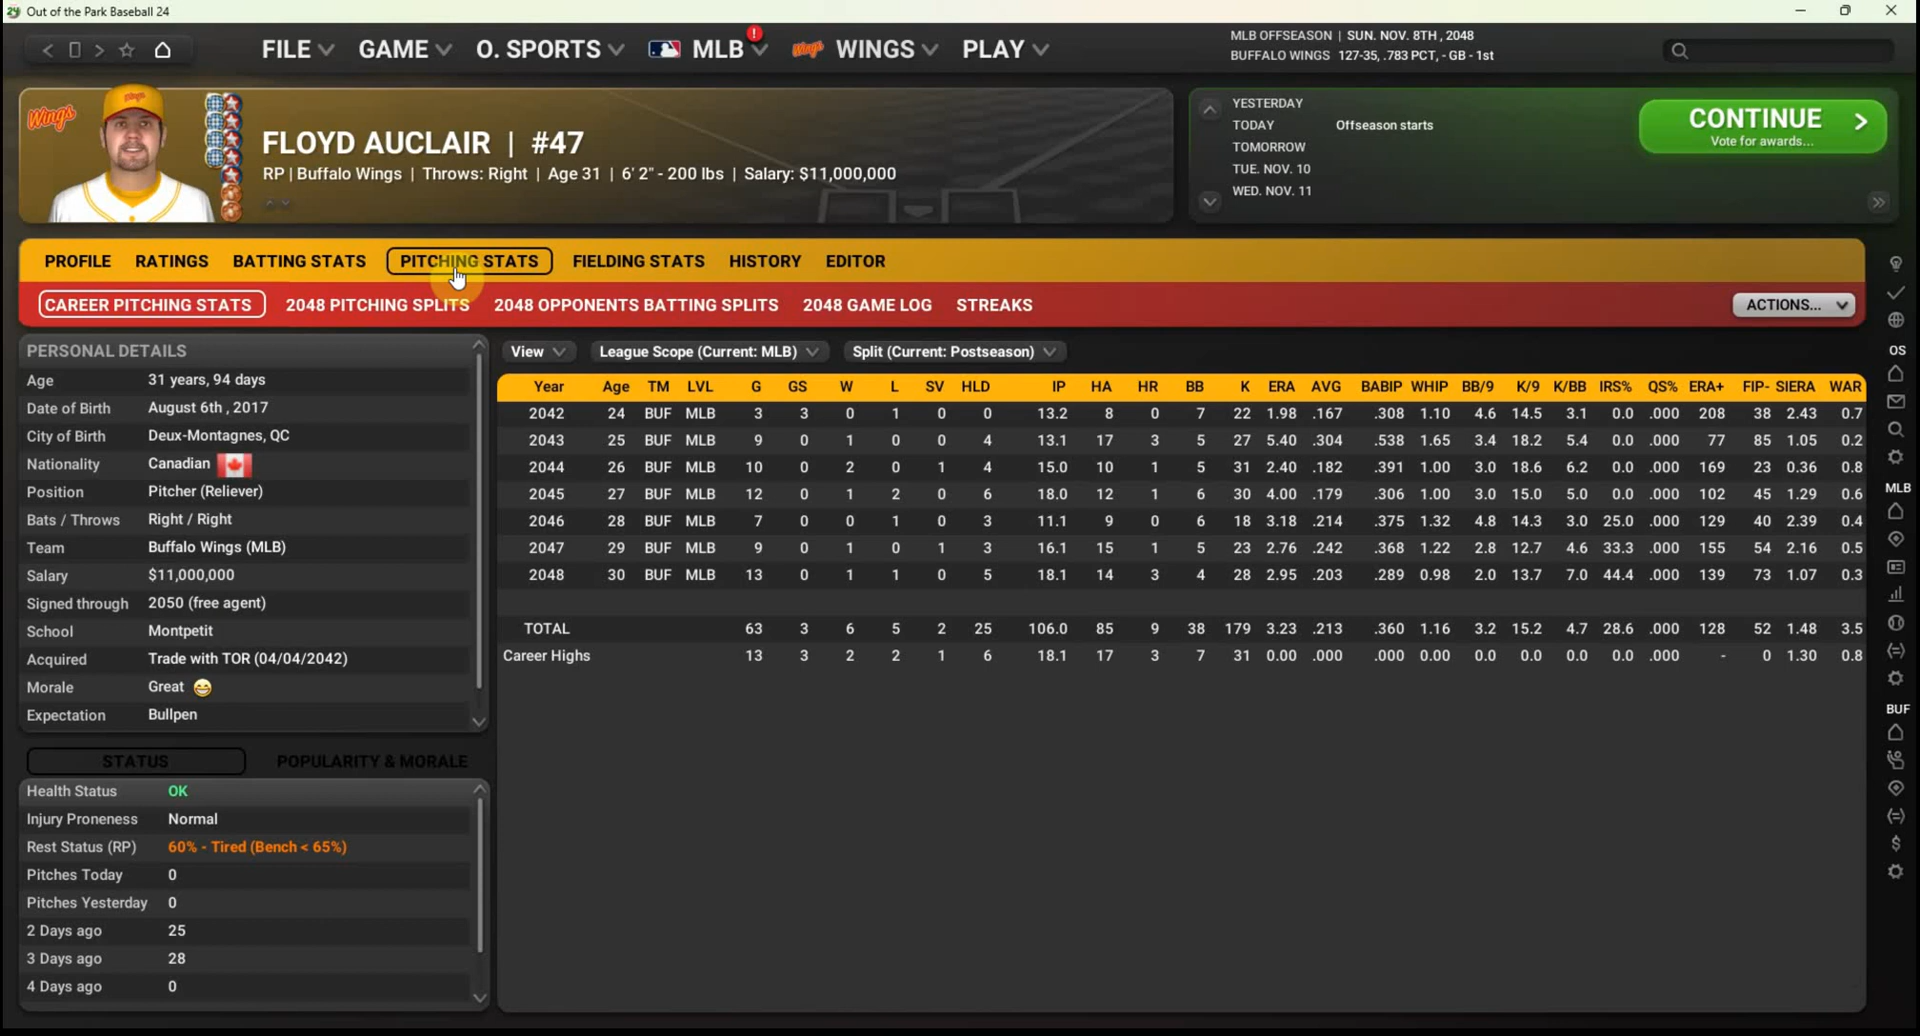 Out of the Park Baseball 24
FILE GAME O. SPORTS MLB ! WINGS PLAY
MLB OFFSEASON | SUN. NOV. 8TH , 2048
BUFFALO WINGS 127-35, .783 PCT, - GB - 1st
Wings
FLOYD AUCLAIR | #47
RP | Buffalo Wings | Throws: Right | Age 31 | 6' 2" - 200 lbs | Salary: $11,000,000
YESTERDAY
TODAY Offseason starts
TOMORROW
TUE. NOV. 10
WED. NOV. 11
CONTINUE
Vote for awards...
PROFILE RATINGS BATTING STATS PITCHING STATS FIELDING STATS HISTORY EDITOR
CAREER PITCHING STATS 2048 PITCHING SPLITS 2048 OPPONENTS BATTING SPLITS 2048 GAME LOG STREAKS ACTIONS...
PERSONAL DETAILS
Age 31 years, 94 days
Date of Birth August 6th , 2017
City of Birth Deux-Montagnes, QC
Nationality Canadian
Position Pitcher (Reliever)
Bats / Throws Right / Right
Team Buffalo Wings (MLB)
Salary $11,000,000
Signed through 2050 (free agent)
School Montpetit
Acquired Trade with TOR (04/04/2042)
Morale Great
Expectation Bullpen
STATUS POPULARITY & MORALE
Health Status OK
Injury Proneness Normal
Rest Status (RP) 60% - Tired (Bench < 65%)
Pitches Today 0
Pitches Yesterday 0
2 Days ago 25
3 Days ago 28
4 Days ago 0
View League Scope (Current: MLB) Split (Current: Postseason)
Year Age TM LVL G GS W L SV HLD IP HA HR BB K ERA AVG BABIP WHIP BB/9 K/9 K/BB IRS% QS% ERA+ FIP- SIERA WAR
2042 24 BUF MLB 3 3 0 1 0 0 13.2 8 0 7 22 1.98 .167 .308 1.10 4.6 14.5 3.1 0.0 .000 208 38 2.43 0.7
2043 25 BUF MLB 9 0 1 0 0 4 13.1 17 3 5 27 5.40 .304 .538 1.65 3.4 18.2 5.4 0.0 .000 77 85 1.05 0.2
2044 26 BUF MLB 10 0 2 0 1 4 15.0 10 1 5 31 2.40 .182 .391 1.00 3.0 18.6 6.2 0.0 .000 169 23 0.36 0.8
2045 27 BUF MLB 12 0 1 2 0 6 18.0 12 1 6 30 4.00 .179 .306 1.00 3.0 15.0 5.0 0.0 .000 102 45 1.29 0.6
2046 28 BUF MLB 7 0 0 1 0 3 11.1 9 0 6 18 3.18 .214 .375 1.32 4.8 14.3 3.0 25.0 .000 129 40 2.39 0.4
2047 29 BUF MLB 9 0 1 0 1 3 16.1 15 1 5 23 2.76 .242 .368 1.22 2.8 12.7 4.6 33.3 .000 155 54 2.16 0.5
2048 30 BUF MLB 13 0 1 1 0 5 18.1 14 3 4 28 2.95 .203 .289 0.98 2.0 13.7 7.0 44.4 .000 139 73 1.07 0.3
TOTAL 63 3 6 5 2 25 106.0 85 9 38 179 3.23 .213 .360 1.16 3.2 15.2 4.7 28.6 .000 128 52 1.48 3.5
Career Highs 13 3 2 2 1 6 18.1 17 3 7 31 0.00 .000 .000 0.00 0.0 0.0 0.0 0.0 .000 - 0 1.30 0.8
OS
MLB
BUF